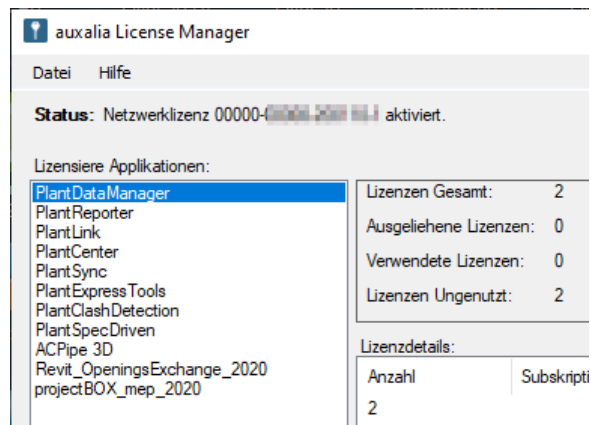 auxalia License Manager
Datei Hilfe
Status: Netzwerklizenz 00000- aktiviert.
Lizensiere Applikationen:
PlantDataManager
PlantReporter
PlantLink
PlantCenter
PlantSync
PlantExpressTools
PlantClashDetection
PlantSpecDriven
ACPipe 3D
Revit_OpeningsExchange_2020
projectBOX_mep_2020
Lizenzen Gesamt: 2
Ausgeliehene Lizenzen: 0
Verwendete Lizenzen: 0
Lizenzen Ungenutzt: 2
Lizenzdetails:
Anzahl Subskripti
2